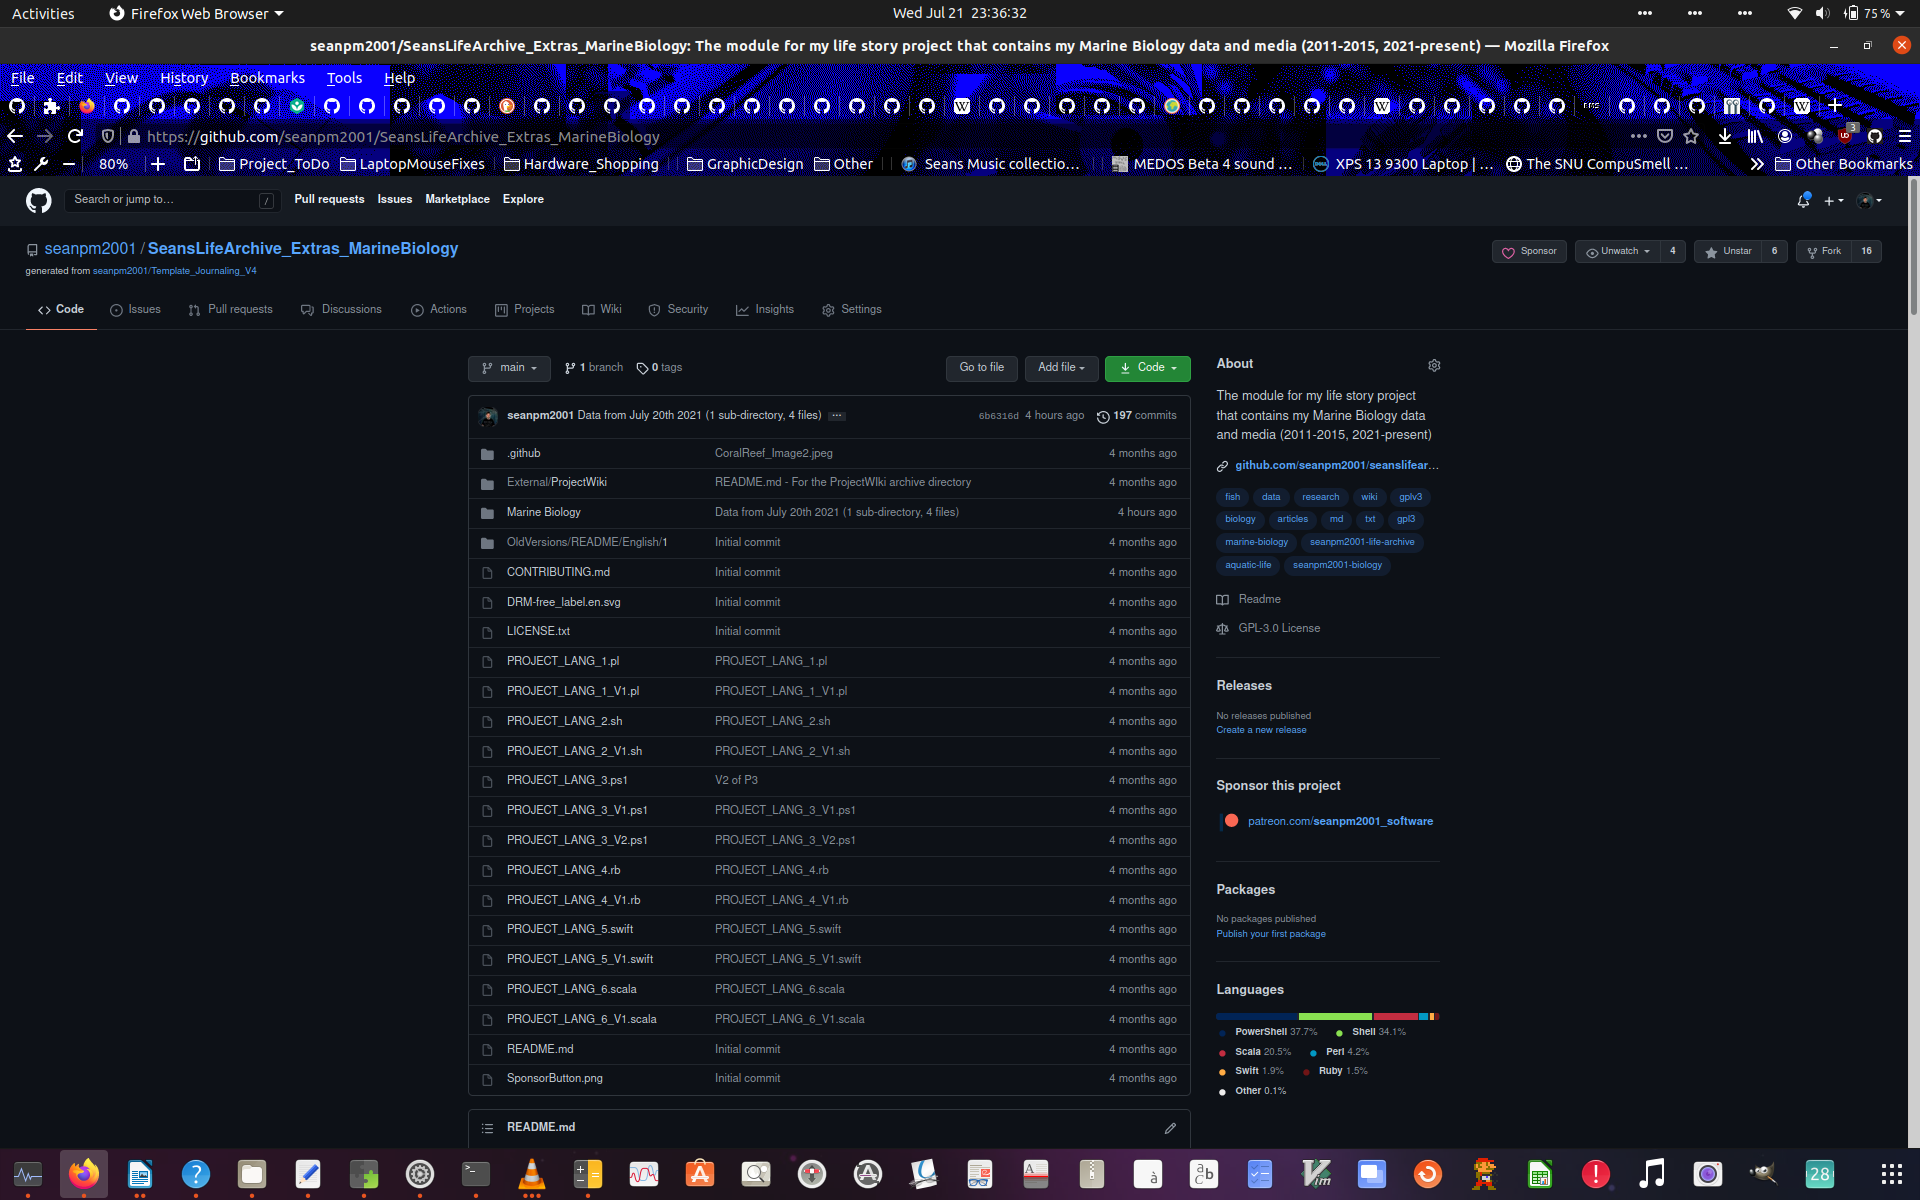 Activities
Firefox Web Browser
Wed Jul 21 23:36:32
75 %
seanpm2001/SeansLifeArchive_Extras_MarineBiology: The module for my life story project that contains my Marine Biology data and media (2011-2015, 2021-present) — Mozilla Firefox
File Edit View History Bookmarks Tools Help
https://github.com/seanpm2001/SeansLifeArchive_Extras_MarineBiology
3
80%
Project_ToDo
LaptopMouseFixes
Hardware_Shopping
GraphicDesign
Other
Seans Music collectio…
MEDOS Beta 4 sound …
XPS 13 9300 Laptop | …
The SNU CompuSmell …
Other Bookmarks
Search or jump to…
/
Pull requests Issues Marketplace Explore
seanpm2001 / SeansLifeArchive_Extras_MarineBiology
generated from seanpm2001/Template_Journaling_V4
Sponsor
Unwatch 4
Unstar 6
Fork 16
Code Issues Pull requests Discussions Actions Projects Wiki Security Insights Settings
main
1 branch
0 tags
Go to file
Add file
Code
seanpm2001 Data from July 20th 2021 (1 sub-directory, 4 files) ... 6b6316d 4 hours ago 197 commits
.github CoralReef_Image2.jpeg 4 months ago
External/ProjectWiki README.md - For the ProjectWIki archive directory 4 months ago
Marine Biology Data from July 20th 2021 (1 sub-directory, 4 files) 4 hours ago
OldVersions/README/English/1 Initial commit 4 months ago
CONTRIBUTING.md Initial commit 4 months ago
DRM-free_label.en.svg Initial commit 4 months ago
LICENSE.txt Initial commit 4 months ago
PROJECT_LANG_1.pl PROJECT_LANG_1.pl 4 months ago
PROJECT_LANG_1_V1.pl PROJECT_LANG_1_V1.pl 4 months ago
PROJECT_LANG_2.sh PROJECT_LANG_2.sh 4 months ago
PROJECT_LANG_2_V1.sh PROJECT_LANG_2_V1.sh 4 months ago
PROJECT_LANG_3.ps1 V2 of P3 4 months ago
PROJECT_LANG_3_V1.ps1 PROJECT_LANG_3_V1.ps1 4 months ago
PROJECT_LANG_3_V2.ps1 PROJECT_LANG_3_V2.ps1 4 months ago
PROJECT_LANG_4.rb PROJECT_LANG_4.rb 4 months ago
PROJECT_LANG_4_V1.rb PROJECT_LANG_4_V1.rb 4 months ago
PROJECT_LANG_5.swift PROJECT_LANG_5.swift 4 months ago
PROJECT_LANG_5_V1.swift PROJECT_LANG_5_V1.swift 4 months ago
PROJECT_LANG_6.scala PROJECT_LANG_6.scala 4 months ago
PROJECT_LANG_6_V1.scala PROJECT_LANG_6_V1.scala 4 months ago
README.md Initial commit 4 months ago
SponsorButton.png Initial commit 4 months ago
README.md
About
The module for my life story project
that contains my Marine Biology data
and media (2011-2015, 2021-present)
github.com/seanpm2001/seanslifear…
fish data research wiki gplv3
biology articles md txt gpl3
marine-biology seanpm2001-life-archive
aquatic-life seanpm2001-biology
Readme
GPL-3.0 License
Releases
No releases published
Create a new release
Sponsor this project
patreon.com/seanpm2001_software
Packages
No packages published
Publish your first package
Languages
PowerShell 37.7% Shell 34.1%
Scala 20.5% Perl 4.2%
Swift 1.9% Ruby 1.5%
Other 0.1%
28